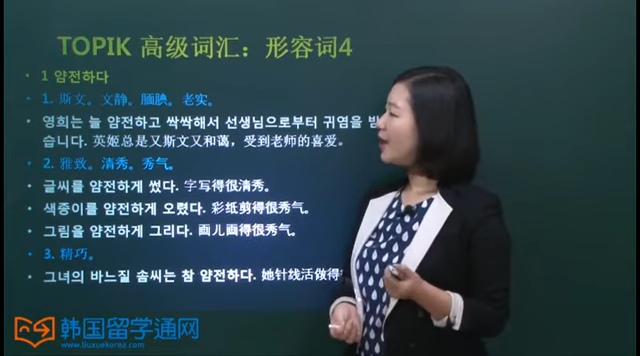 TOPIK 高级词汇：形容词4
• 1 얌전하다
• 1. 斯文。文静。腼腆。老实。
• 영희는 늘 얌전하고 싹싹해서 선생님으로부터 귀염을 받
습니다. 英姬总是又斯文又和蔼，受到老师的喜爱。
• 2. 雅致。清秀。秀气。
• 글씨를 얌전하게 썼다. 字写得很清秀。
• 색중이를 얌전하게 오렸다. 彩纸剪得很秀气。
• 그림을 얌전하게 그리다. 画儿画得很秀气。
• 3. 精巧。
• 그녀의 바느질 솜씨는 참 얌전하다. 她针线活做得
韩国留学通网
www.liuxuekorea.com